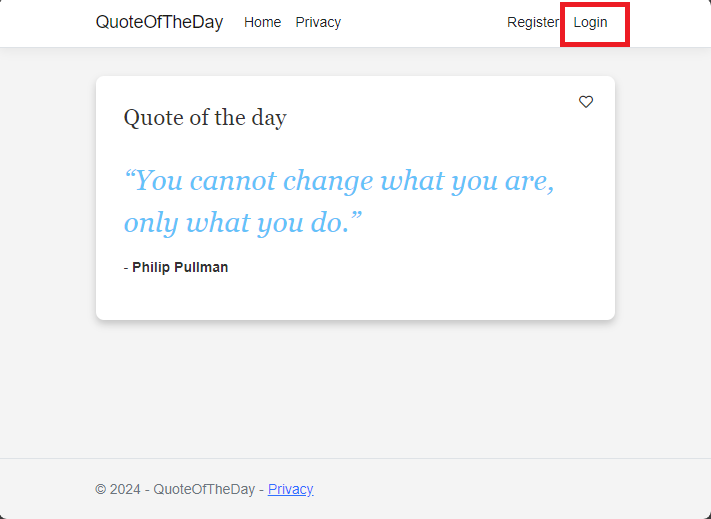 QuoteOfTheDay Home Privacy Register Login
Quote of the day
“You cannot change what you are,
only what you do.”
- Philip Pullman
© 2024 - QuoteOfTheDay - Privacy